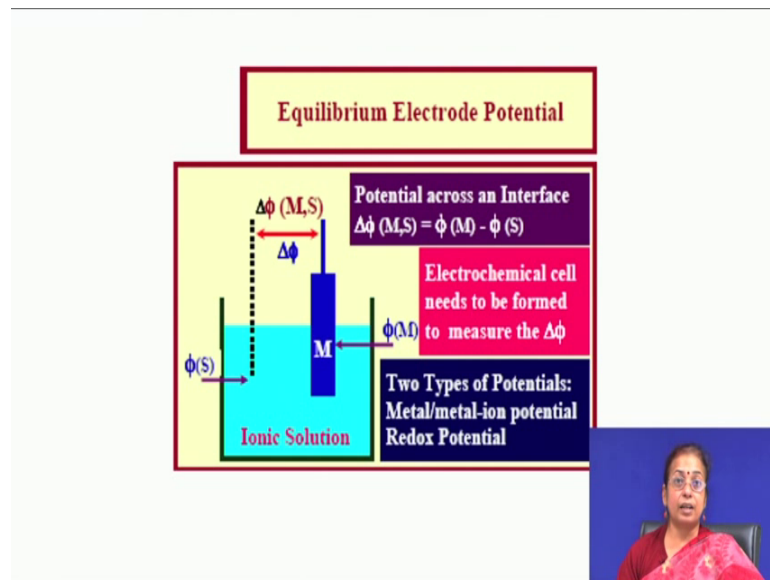 Equilibrium Electrode Potential
Δϕ (M,S)
Δϕ
Potential across an Interface
Δϕ (M,S) = ϕ (M) - ϕ (S)
Electrochemical cell
needs to be formed
to measure the Δϕ
ϕ(M)
M
ϕ(S)
Two Types of Potentials:
Metal/metal-ion potential
Redox Potential
Ionic Solution